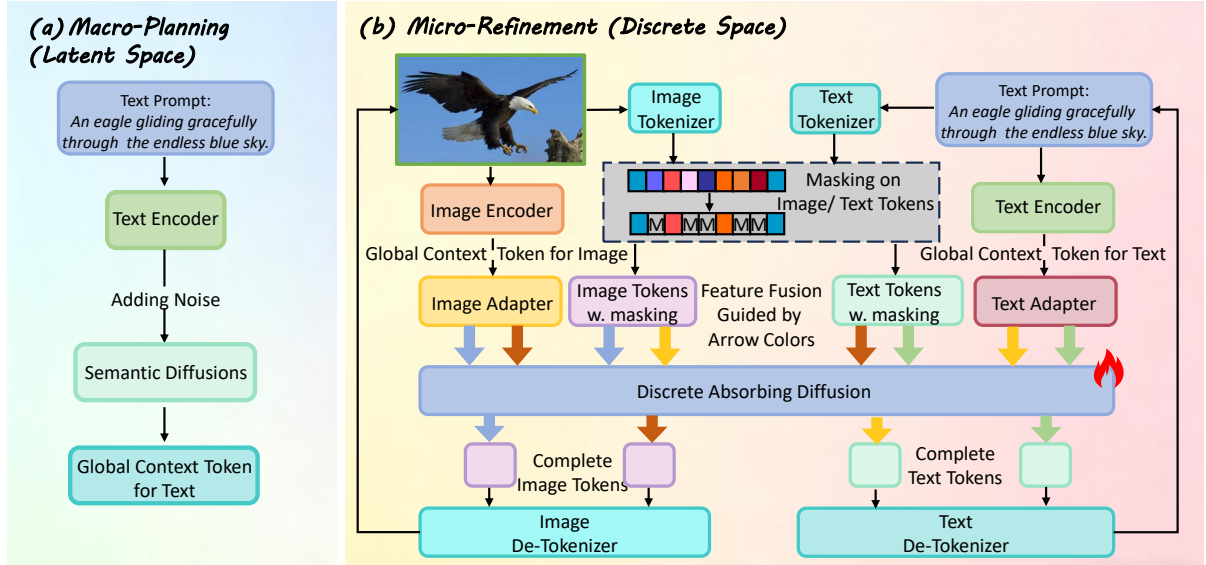 (a) Macro-Planning
(Latent Space)
Text Prompt:
An eagle gliding gracefully
through the endless blue sky.
Text Encoder
Adding Noise
Semantic Diffusions
Global Context Token
for Text
(b) Micro-Refinement (Discrete Space)
Image
Tokenizer
Text
Tokenizer
Text Prompt:
An eagle gliding gracefully
through the endless blue sky.
Masking on
Image/ Text Tokens
M M M M M
Image Encoder
Text Encoder
Global Context Token for Image
Global Context Token for Text
Image Adapter
Image Tokens
w. masking
Feature Fusion
Guided by
Arrow Colors
Text Tokens
w. masking
Text Adapter
Discrete Absorbing Diffusion
Complete
Image Tokens
Complete
Text Tokens
Image
De-Tokenizer
Text
De-Tokenizer